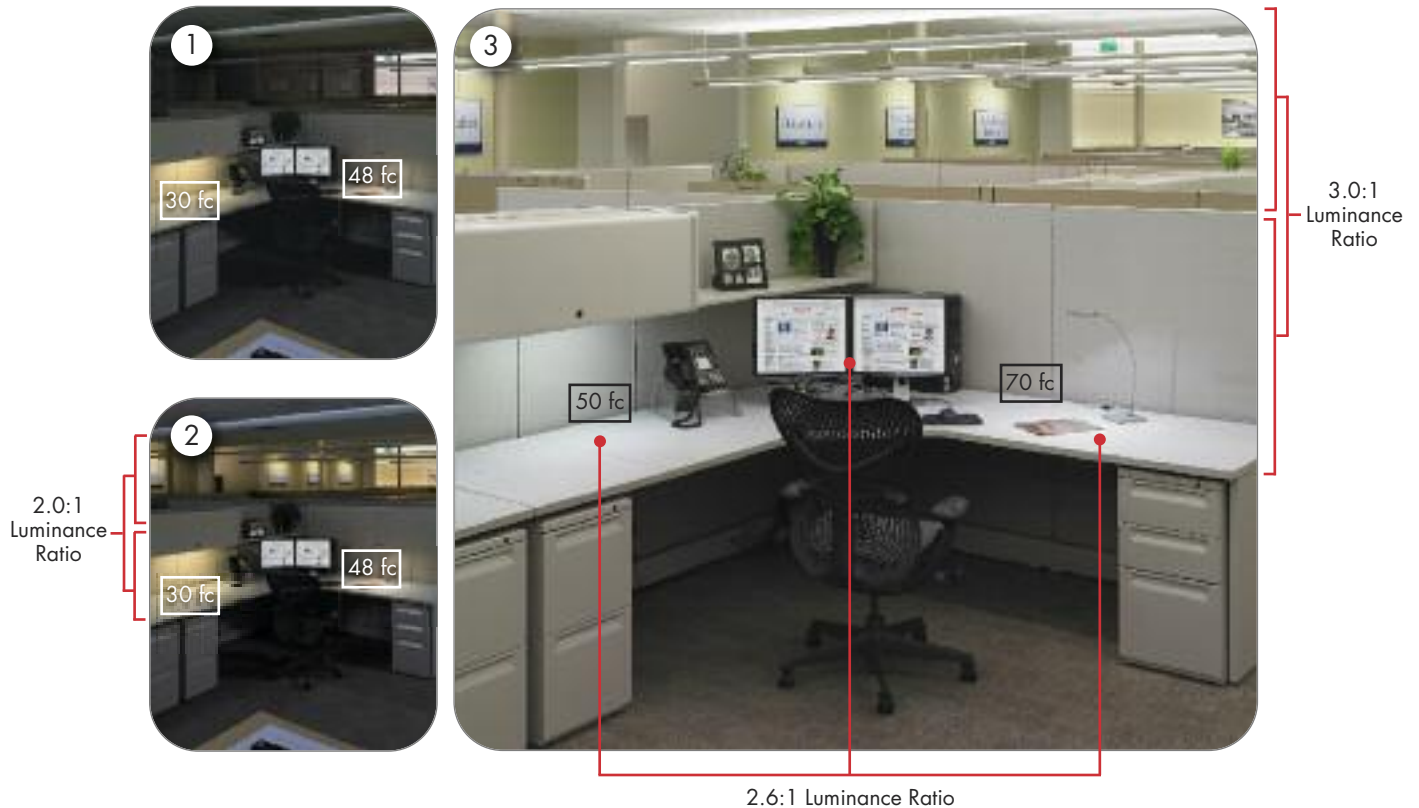 1
30 fc
48 fc
2
30 fc
48 fc
2.0:1
Luminance
Ratio
3
50 fc
70 fc
3.0:1
Luminance
Ratio
2.6:1 Luminance Ratio